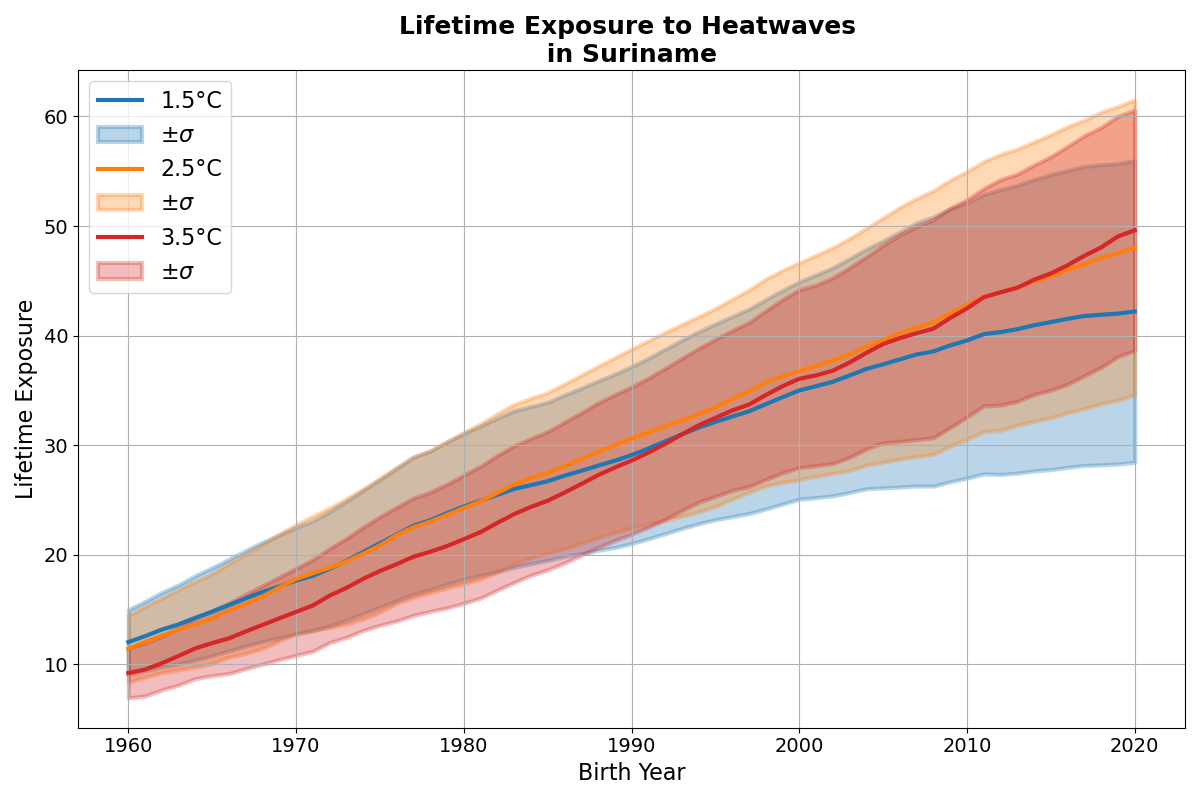 Lifetime Exposure to Heatwaves
in Suriname
1.5°C
±σ
2.5°C
±σ
3.5°C
±σ
60
50
40
30
20
10
Lifetime Exposure
1960 1970 1980 1990 2000 2010 2020
Birth Year